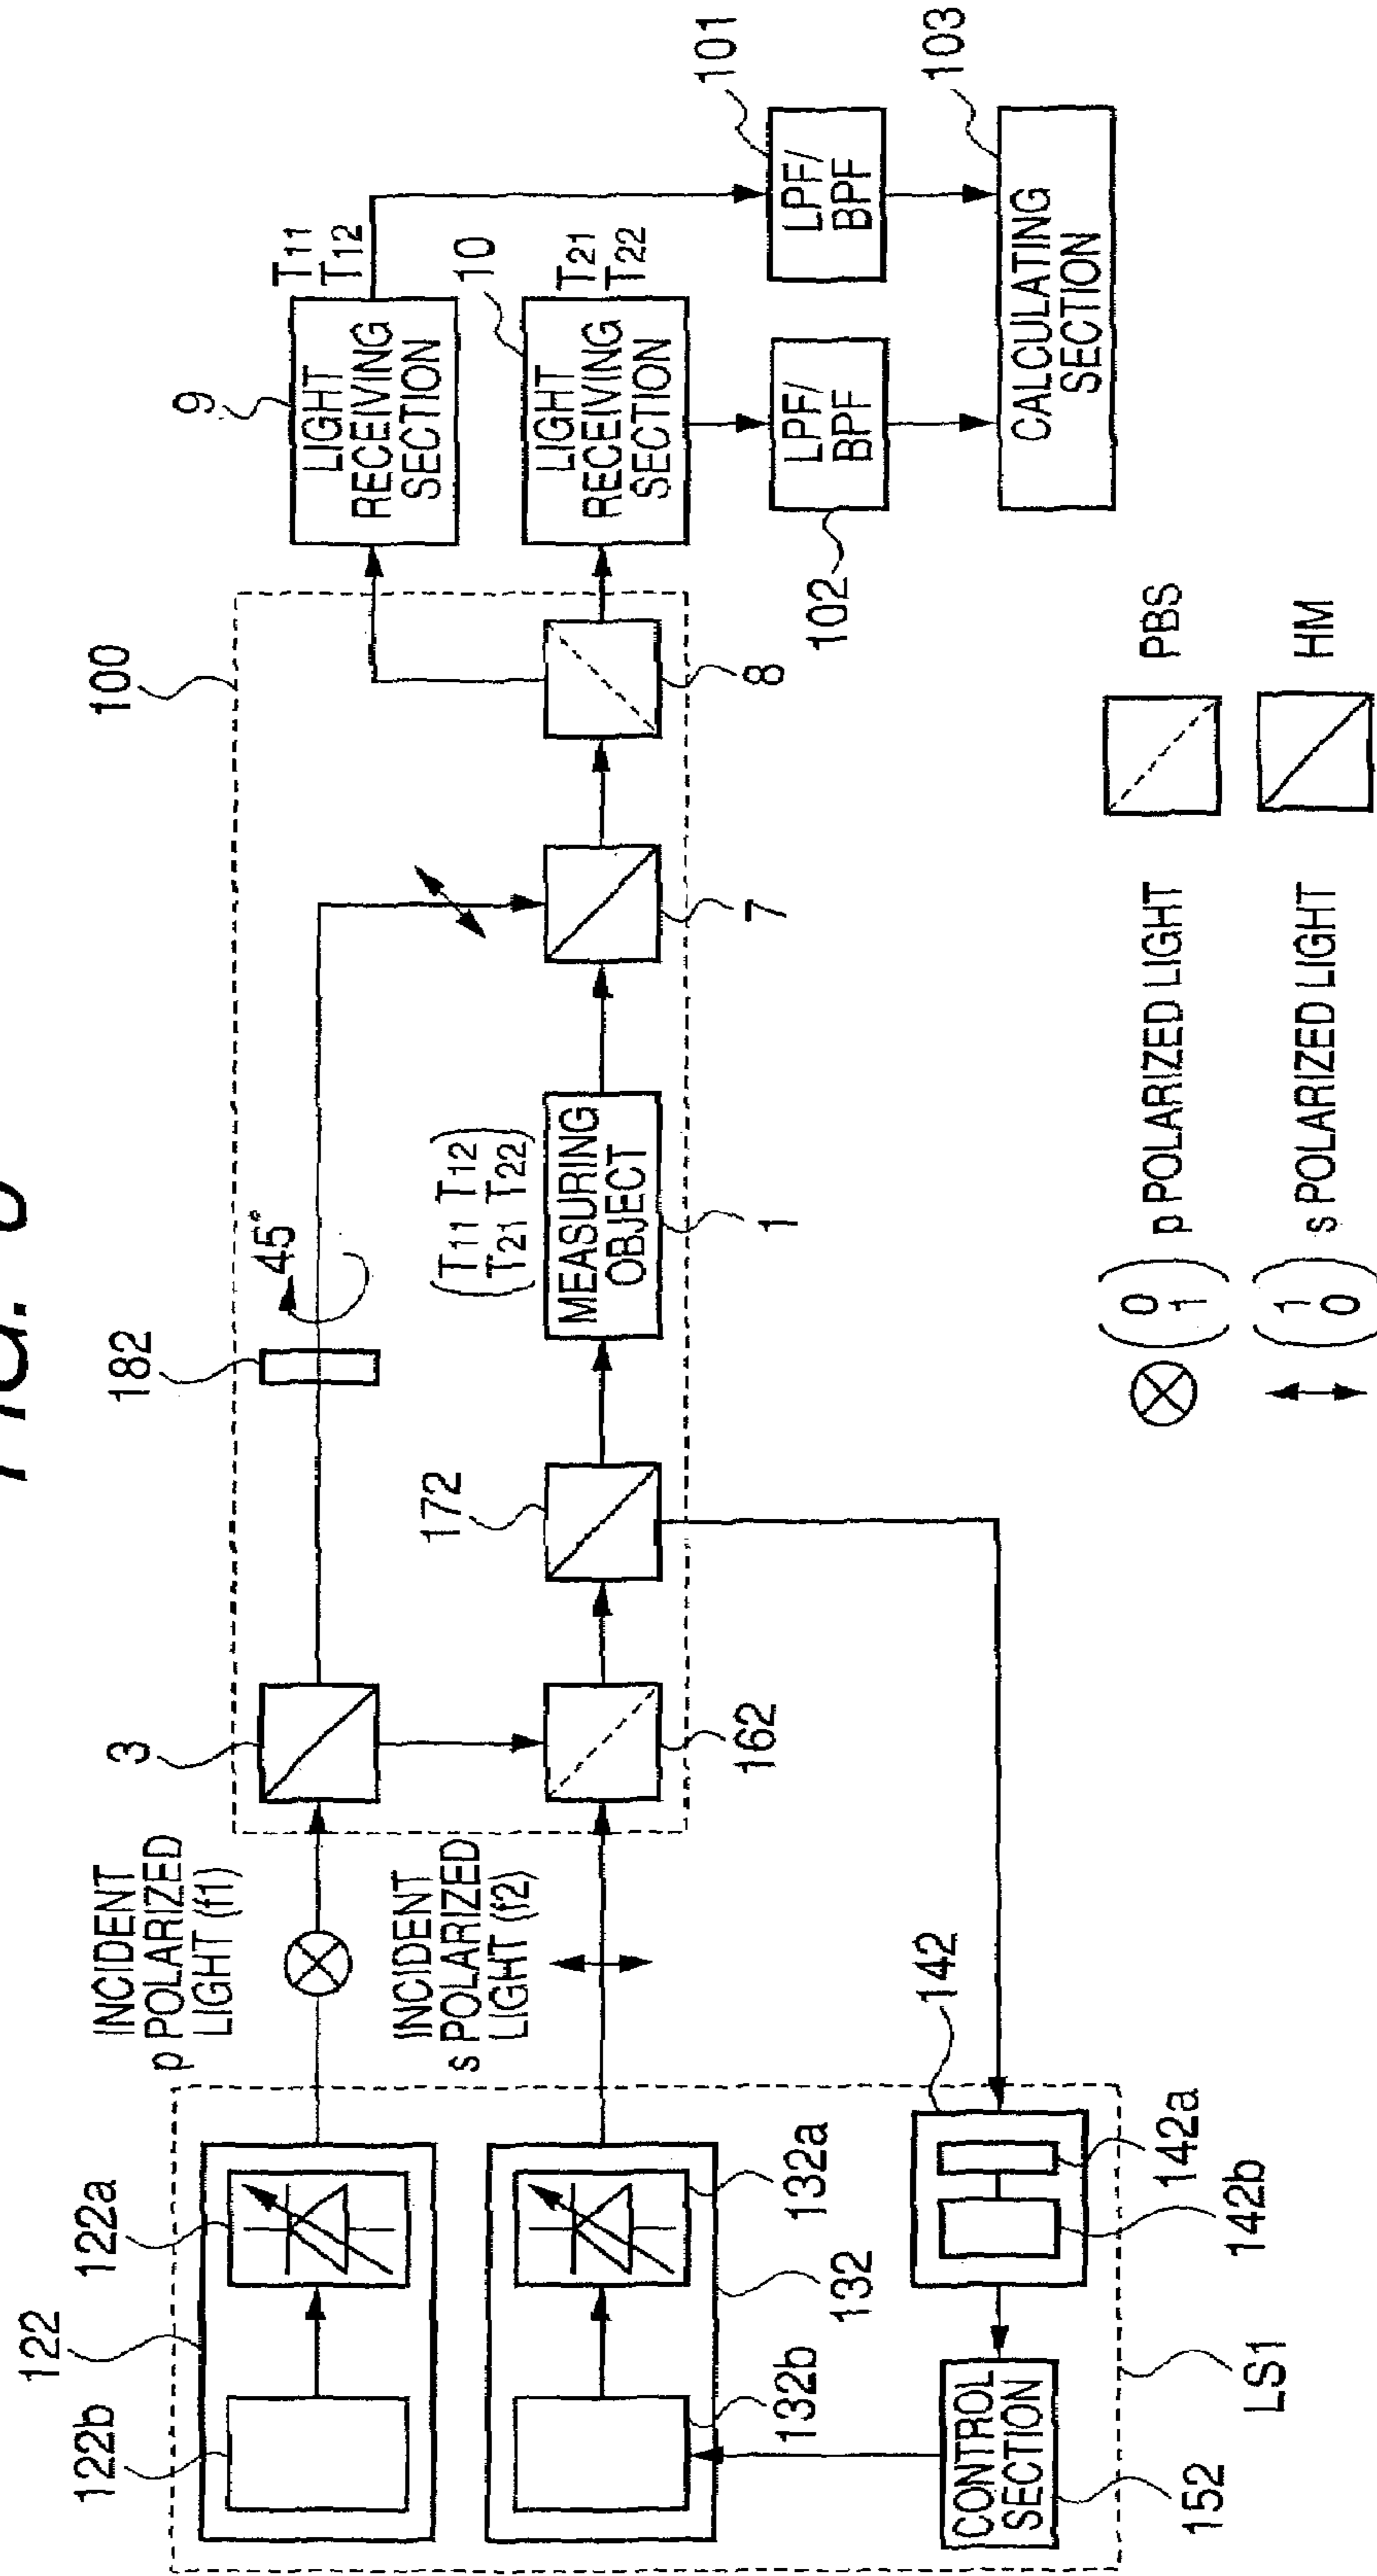 122
122b
122a
INCIDENT
p POLARIZED
LIGHT (f1)
INCIDENT
s POLARIZED
LIGHT (f2)
132b
132
132a
142
142a
142b
CONTROL
SECTION
152
LS1
100
3
182
45°
162
172
(T11 T12)
(T21 T22)
MEASURING
OBJECT
1
7
8
9
LIGHT
RECEIVING
SECTION
T11
T12
10
LIGHT
RECEIVING
SECTION
T21
T22
101
LPF/
BPF
102
LPF/
BPF
103
CALCULATING
SECTION
(0
1) p POLARIZED LIGHT
PBS
(1
0) s POLARIZED LIGHT
HM